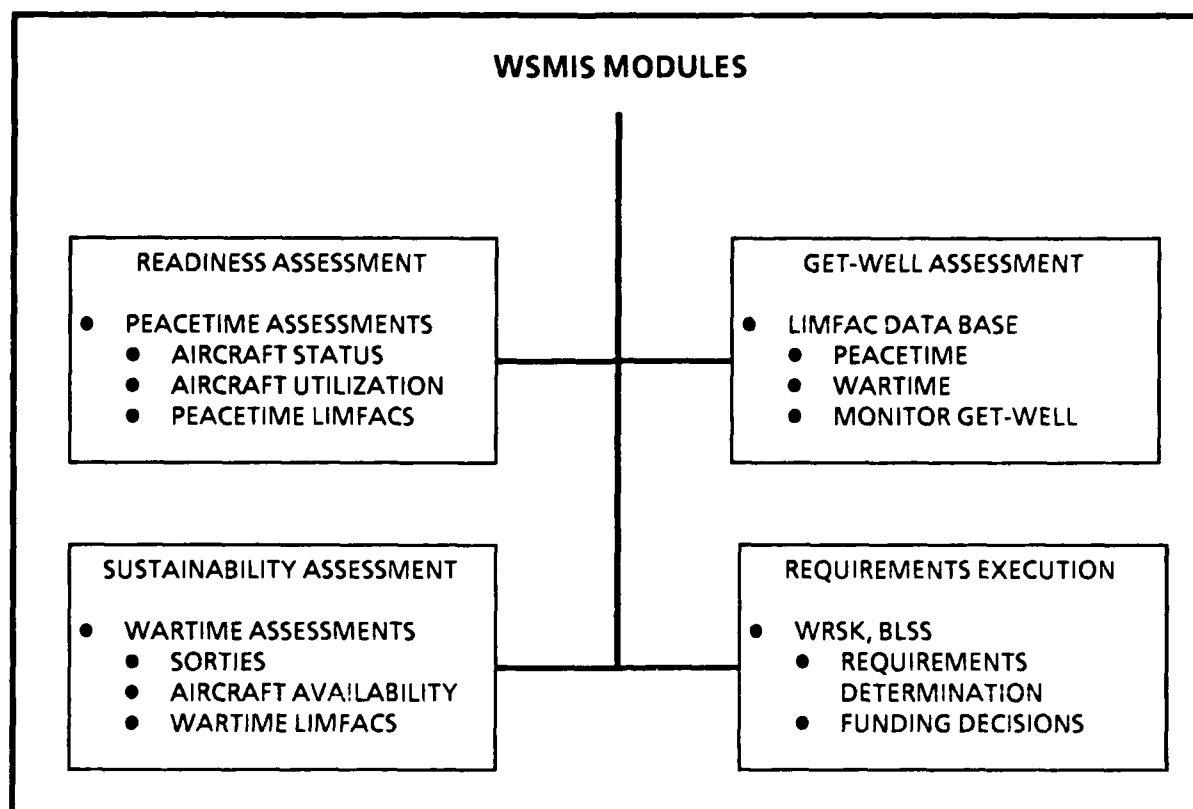 WSMIS MODULES
READINESS ASSESSMENT
● PEACETIME ASSESSMENTS
● AIRCRAFT STATUS
● AIRCRAFT UTILIZATION
● PEACETIME LIMFACS
GET-WELL ASSESSMENT
● LIMFAC DATA BASE
● PEACETIME
● WARTIME
● MONITOR GET-WELL
SUSTAINABILITY ASSESSMENT
● WARTIME ASSESSMENTS
● SORTIES
● AIRCRAFT AVAILABILITY
● WARTIME LIMFACS
REQUIREMENTS EXECUTION
● WRSK, BLSS
● REQUIREMENTS
DETERMINATION
● FUNDING DECISIONS